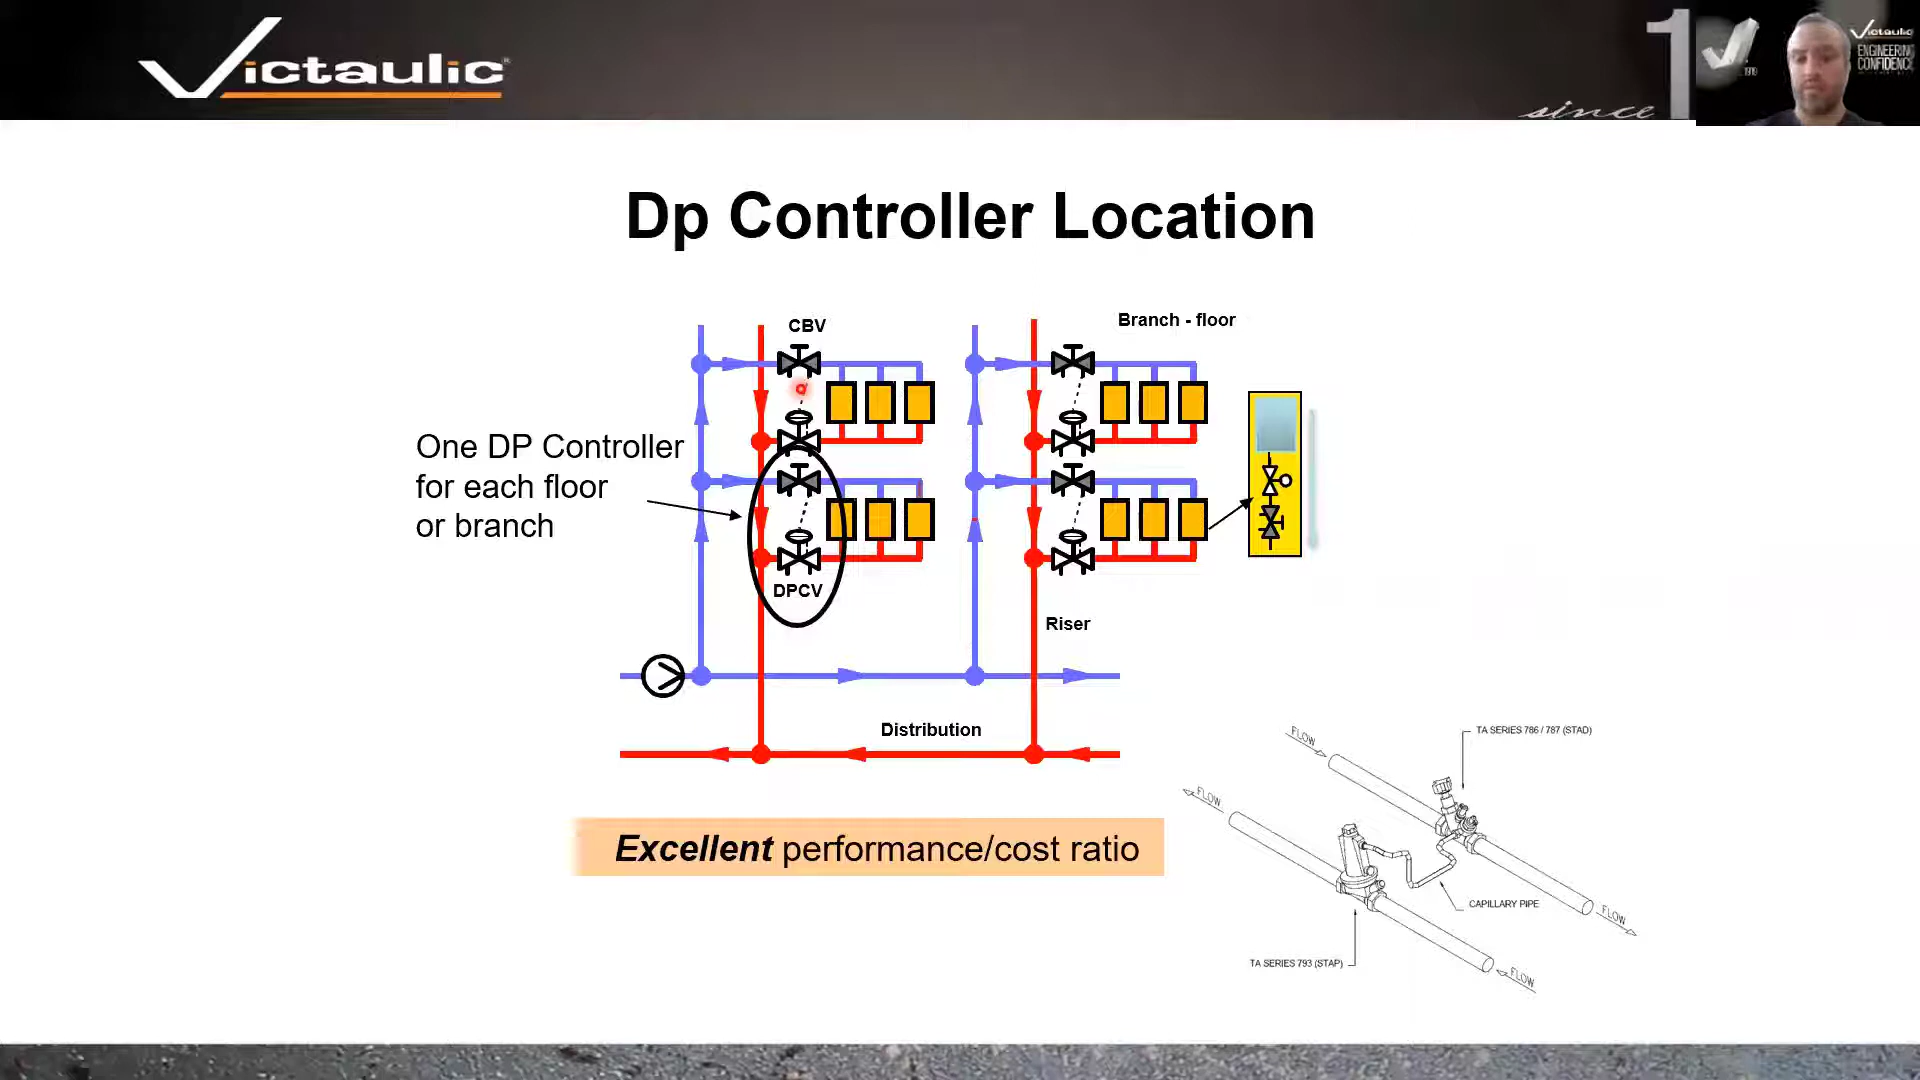 Victaulic®
since 1
Victaulic
ENGINEERING
CONFIDENCE
Dp Controller Location
CBV
Branch - floor
One DP Controller
for each floor
or branch
DPCV
Riser
Distribution
Excellent performance/cost ratio
FLOW
TA SERIES 786 / 787 (STAD)
FLOW
CAPILLARY PIPE
FLOW
TA SERIES 793 (STAP)
FLOW